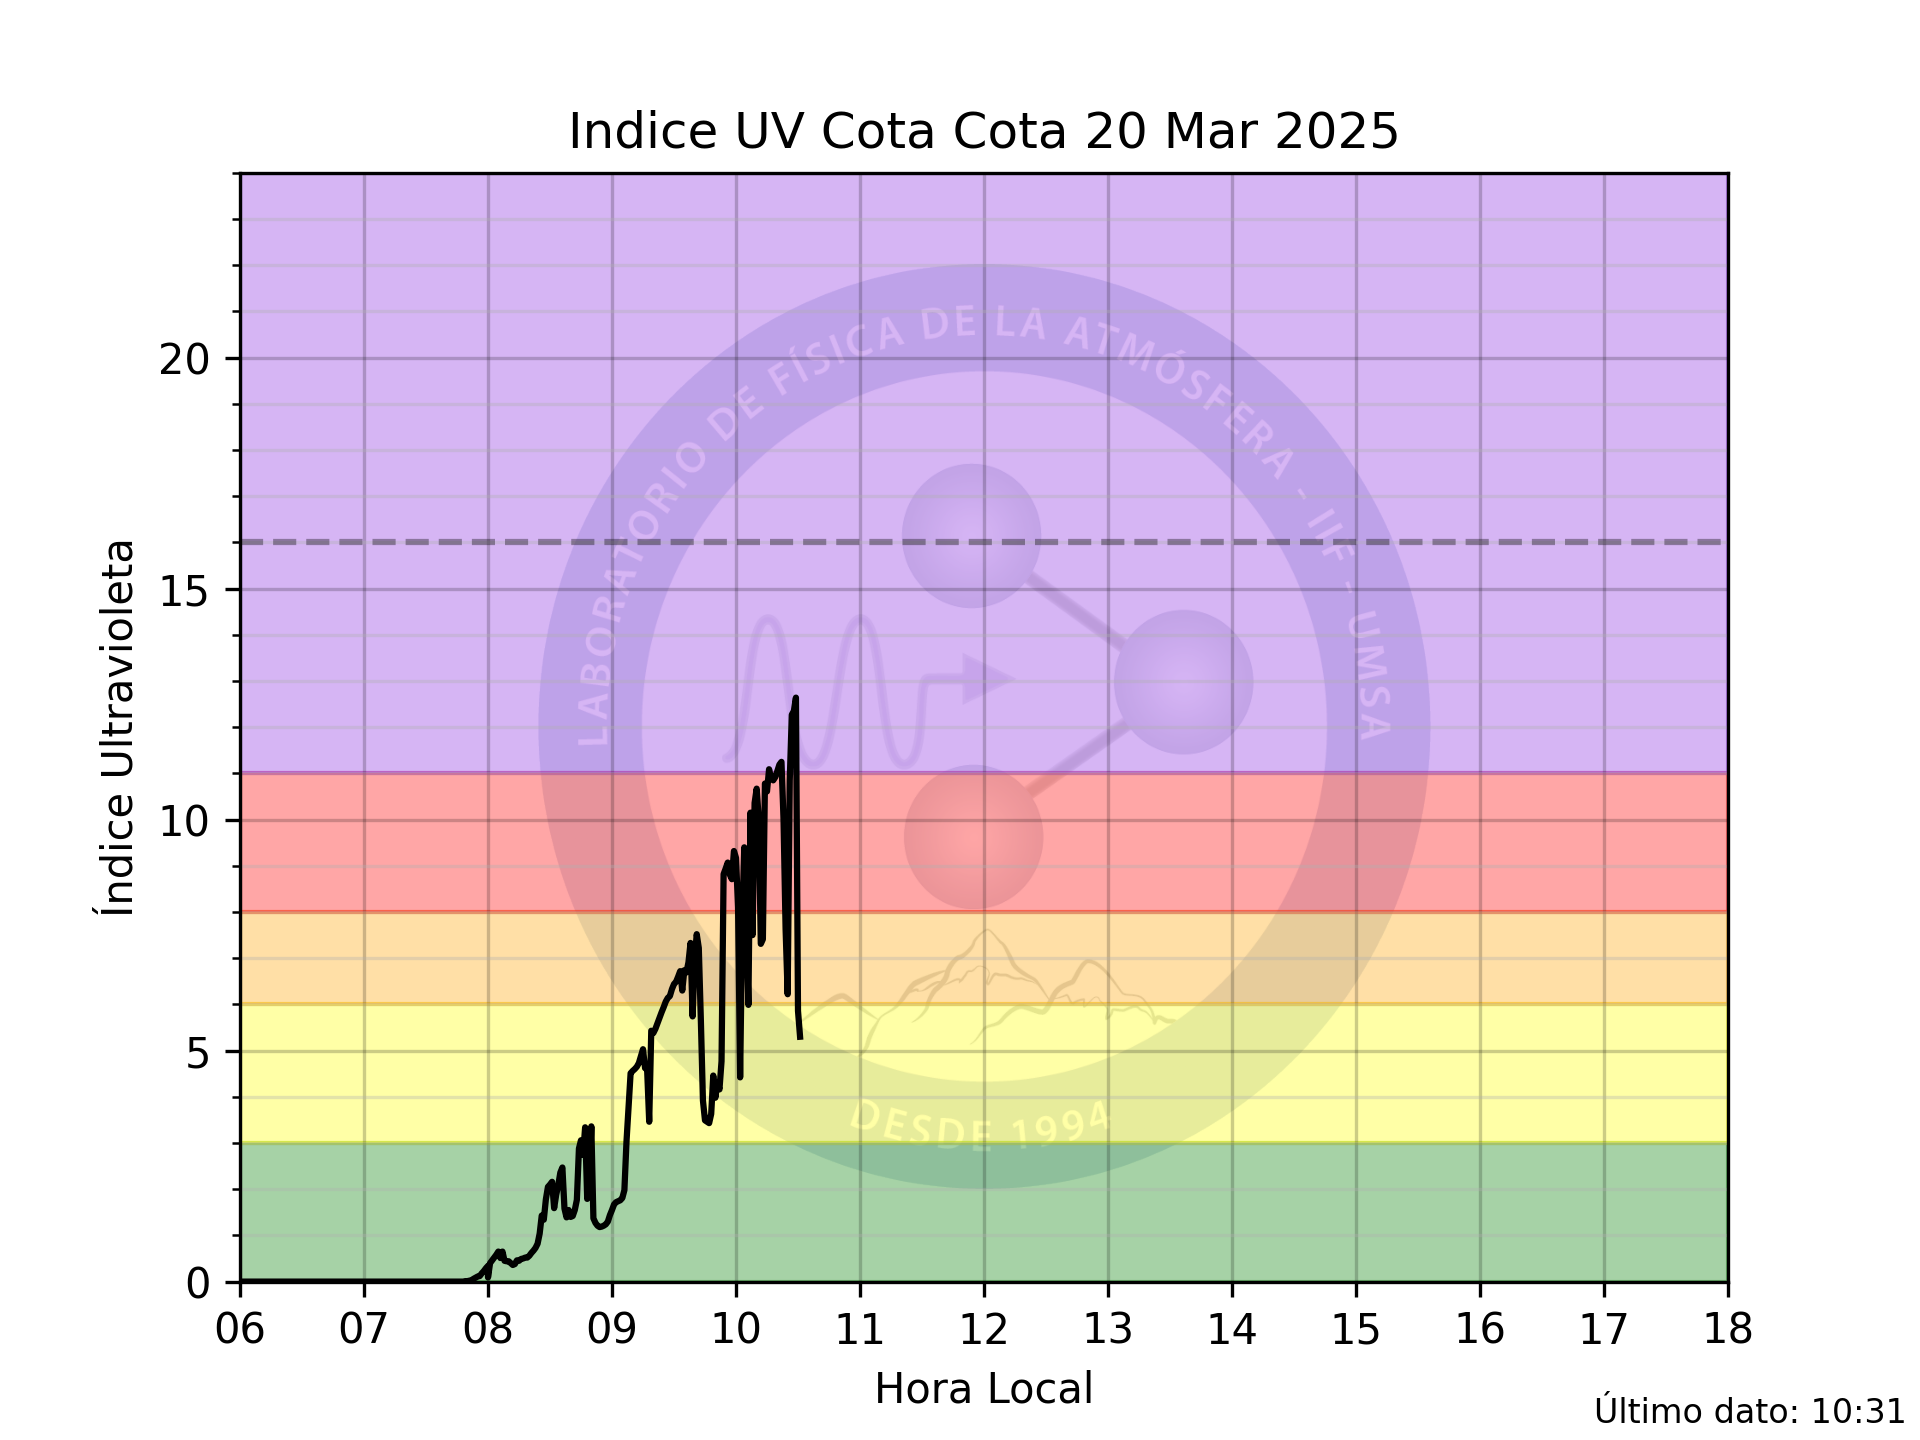 Indice UV Cota Cota 20 Mar 2025
Índice Ultravioleta
20
15
10
5
0
LABORATORIO DE FÍSICA DE LA ATMÓSFERA - IIF - UMSA
DESDE 1994
06 07 08 09 10 11 12 13 14 15 16 17 18
Hora Local
Último dato: 10:31